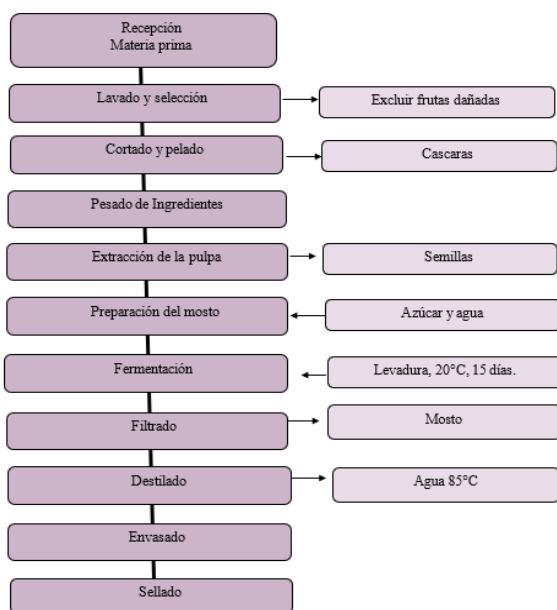 Recepción
Materia prima
Lavado y selección
Excluir frutas dañadas
Cortado y pelado
Cascaras
Pesado de Ingredientes
Extracción de la pulpa
Semillas
Preparación del mosto
Azúcar y agua
Fermentación
Levadura, 20°C, 15 días.
Filtrado
Mosto
Destilado
Agua 85°C
Envasado
Sellado